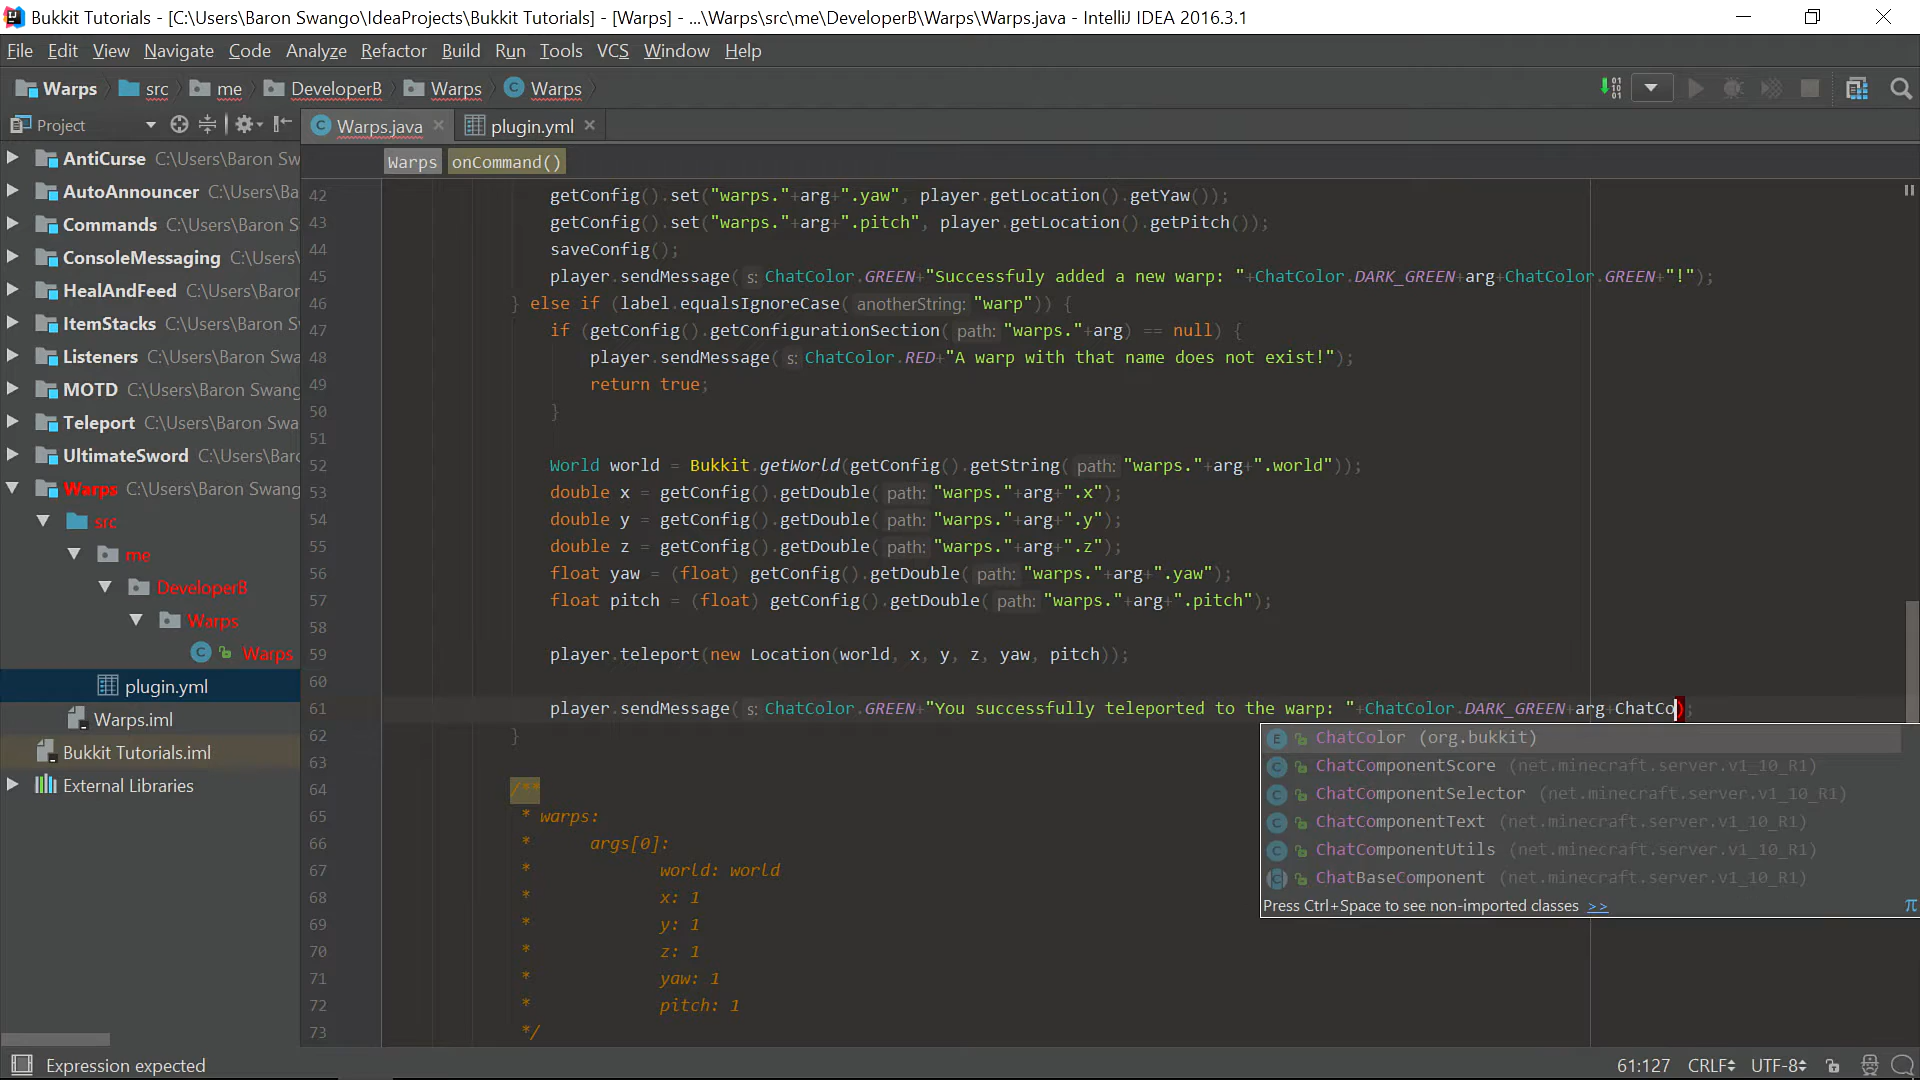 Bukkit Tutorials - [C:\Users\Baron Swango\IdeaProjects\Bukkit Tutorials] - [Warps] - ...\Warps\src\me\DeveloperB\Warps\Warps.java - IntelliJ IDEA 2016.3.1
File Edit View Navigate Code Analyze Refactor Build Run Tools VCS Window Help
Warps src me DeveloperB Warps Warps
Project Warps.java plugin.yml
Warps onCommand()
AntiCurse C:\Users\Baron Swa
AutoAnnouncer C:\Users\Ba
Commands C:\Users\Baron S
ConsoleMessaging C:\Users
HealAndFeed C:\Users\Baro
ItemStacks C:\Users\Baron S
Listeners C:\Users\Baron Sw
MOTD C:\Users\Baron Swang
Teleport C:\Users\Baron Swa
UltimateSword C:\Users\Bar
Warps C:\Users\Baron Swang
src
me
DeveloperB
Warps
Warps
plugin.yml
Warps.iml
Bukkit Tutorials.iml
External Libraries
42 getConfig().set("warps."+arg+".yaw", player.getLocation().getYaw());
43 getConfig().set("warps."+arg+".pitch", player.getLocation().getPitch());
44 saveConfig();
45 player.sendMessage( s: ChatColor.GREEN+"Successfuly added a new warp: "+ChatColor.DARK_GREEN+arg+ChatColor.GREEN+"!");
46 } else if (label.equalsIgnoreCase( anotherString: "warp")) {
47 if (getConfig().getConfigurationSection( path: "warps."+arg) == null) {
48 player.sendMessage( s: ChatColor.RED+"A warp with that name does not exist!");
49 return true;
50 }
51
52 World world = Bukkit.getWorld(getConfig().getString( path: "warps."+arg+".world"));
53 double x = getConfig().getDouble( path: "warps."+arg+".x");
54 double y = getConfig().getDouble( path: "warps."+arg+".y");
55 double z = getConfig().getDouble( path: "warps."+arg+".z");
56 float yaw = (float) getConfig().getDouble( path: "warps."+arg+".yaw");
57 float pitch = (float) getConfig().getDouble( path: "warps."+arg+".pitch");
58
59 player.teleport(new Location(world, x, y, z, yaw, pitch));
60
61 player.sendMessage( s: ChatColor.GREEN+"You successfully teleported to the warp: "+ChatColor.DARK_GREEN+arg+ChatCo);
62 }
63
64 /**
65 * warps:
66 * args[0]:
67 * world: world
68 * x: 1
69 * y: 1
70 * z: 1
71 * yaw: 1
72 * pitch: 1
73 */
ChatColor (org.bukkit)
ChatComponentScore (net.minecraft.server.v1_10_R1)
ChatComponentSelector (net.minecraft.server.v1_10_R1)
ChatComponentText (net.minecraft.server.v1_10_R1)
ChatComponentUtils (net.minecraft.server.v1_10_R1)
ChatBaseComponent (net.minecraft.server.v1_10_R1)
Press Ctrl+Space to see non-imported classes >> π
Expression expected 61:127 CRLF UTF-8